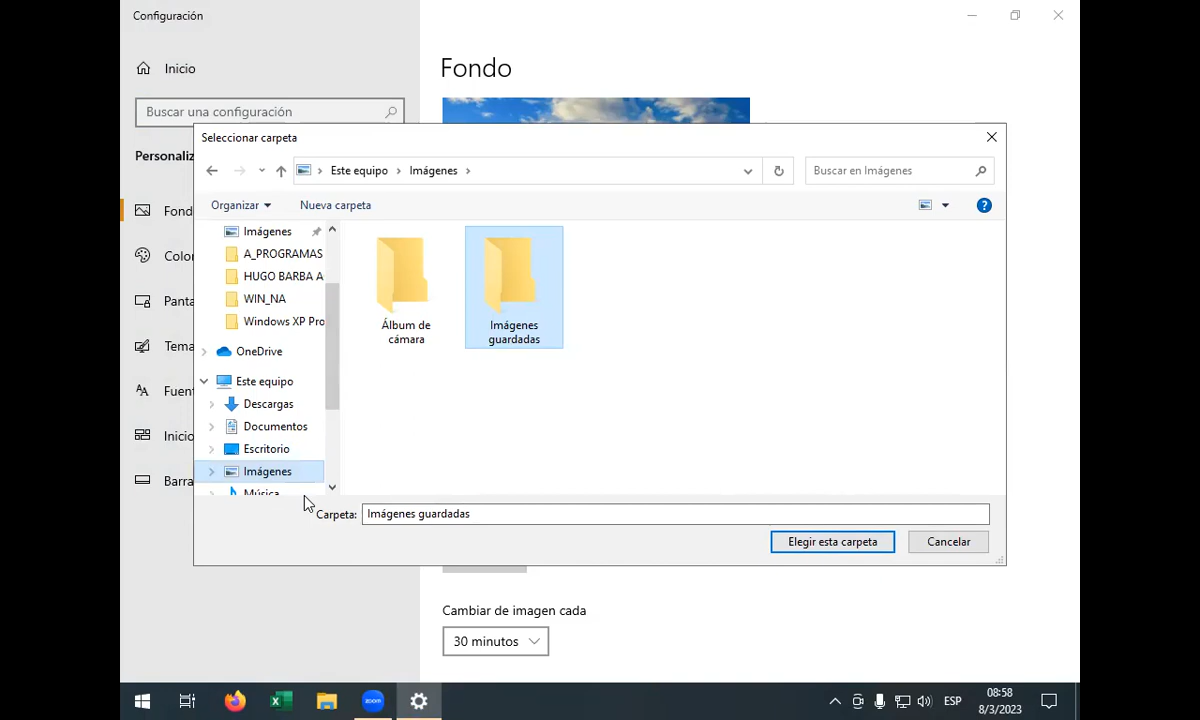 Configuración
Inicio
Fondo
Buscar una configuración
Seleccionar carpeta
Personaliz
Este equipo
Imágenes
Buscar en Imágenes
Organizar
Nueva carpeta
Fond
Colo
Panta
Tema
Fuen
Inicio
Barra
Imágenes
A_PROGRAMAS
HUGO BARBA A
WIN_NA
Windows XP Pro
OneDrive
Este equipo
Descargas
Documentos
Escritorio
Imágenes
Música
Álbum de
cámara
Imágenes
guardadas
Carpeta:
Imágenes guardadas
Elegir esta carpeta
Cancelar
Cambiar de imagen cada
30 minutos
zoom
ESP
08:58
8/3/2023